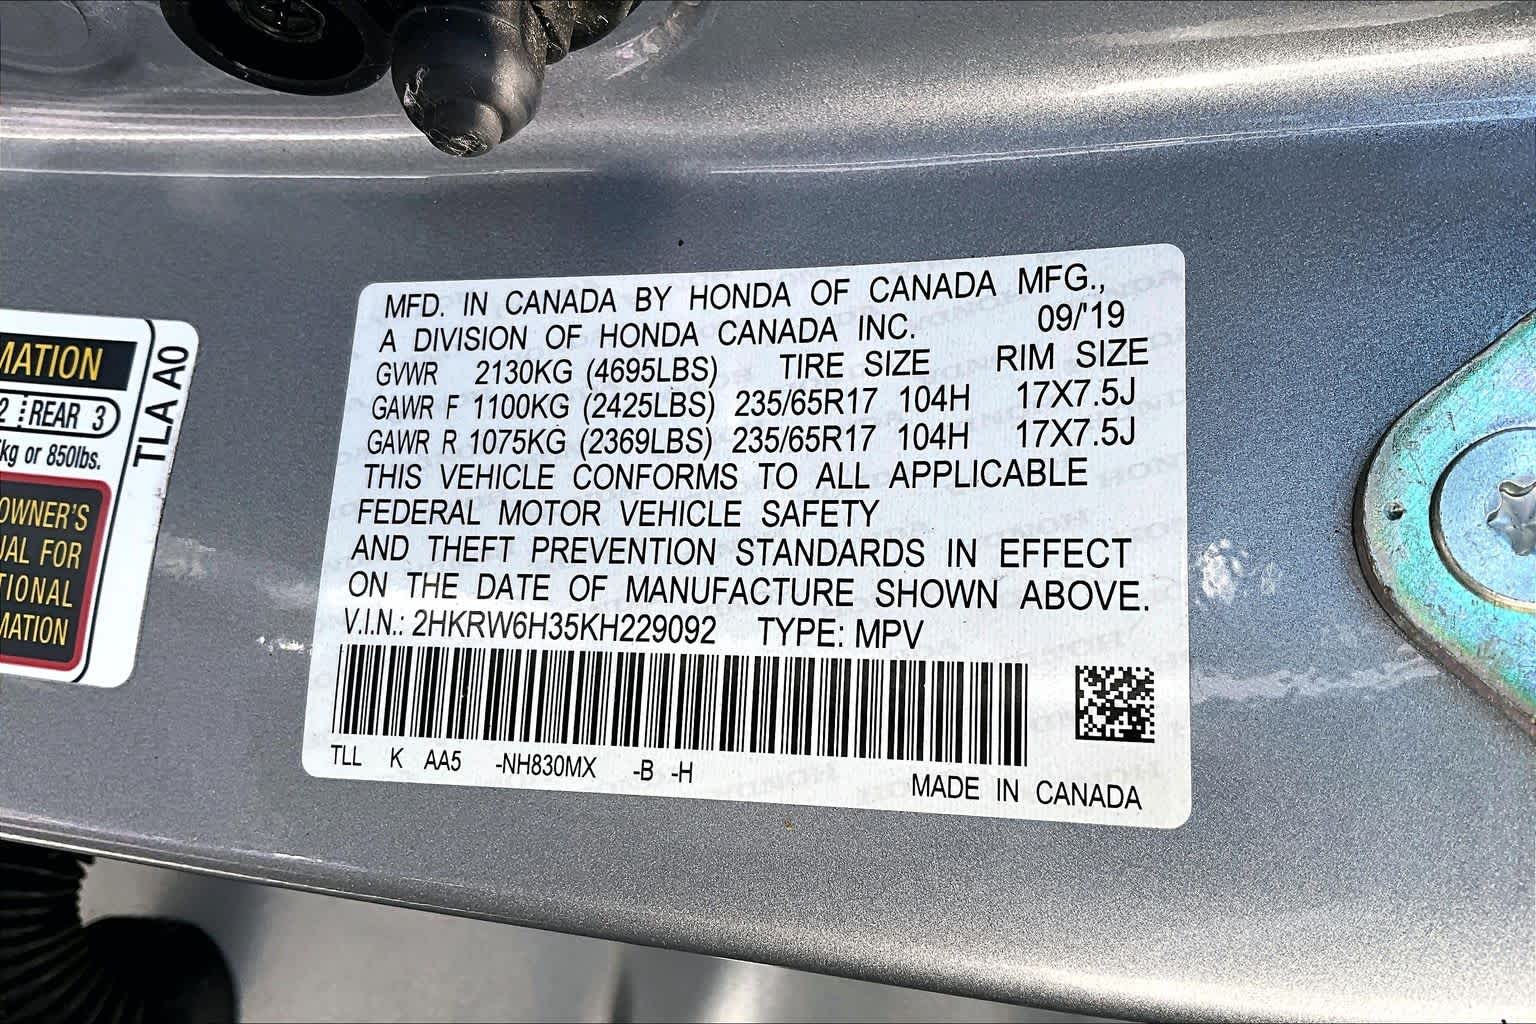 MATION
2 REAR 3
kg or 850lbs.
OWNER'S
UAL FOR
TIONAL
MATION
TLA A0
MFD. IN CANADA BY HONDA OF CANADA MFG.,
A DIVISION OF HONDA CANADA INC. 09/'19
GVWR 2130KG (4695LBS) TIRE SIZE RIM SIZE
GAWR F 1100KG (2425LBS) 235/65R17 104H 17X7.5J
GAWR R 1075KG (2369LBS) 235/65R17 104H 17X7.5J
THIS VEHICLE CONFORMS TO ALL APPLICABLE
FEDERAL MOTOR VEHICLE SAFETY
AND THEFT PREVENTION STANDARDS IN EFFECT
ON THE DATE OF MANUFACTURE SHOWN ABOVE.
V.I.N.: 2HKRW6H35KH229092 TYPE: MPV
TLL K AA5 -NH830MX -B -H
MADE IN CANADA